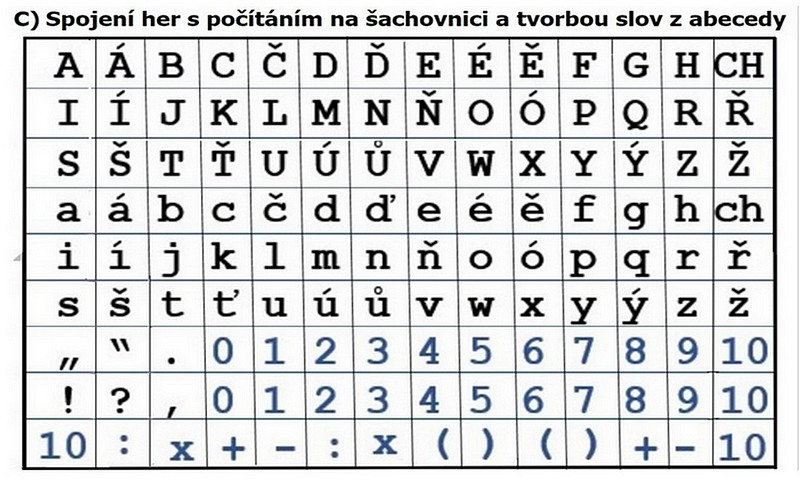 C) Spojení her s počítáním na šachovnici a tvorbou slov z abecedy
A Á B C Č D Ď E É Ě F G H CH
I Í J K L M N Ň O Ó P Q R Ř
S Š T Ť U Ú Ů V W X Y Ý Z Ž
a á b c č d ď e é ě f g h ch
i í j k l m n ň o ó p q r ř
s š t ť u ú ů v w x y ý z ž
„ “ . 0 1 2 3 4 5 6 7 8 9 10
! ? , 0 1 2 3 4 5 6 7 8 9 10
10 : x + - : x ( ) ( ) + - 10